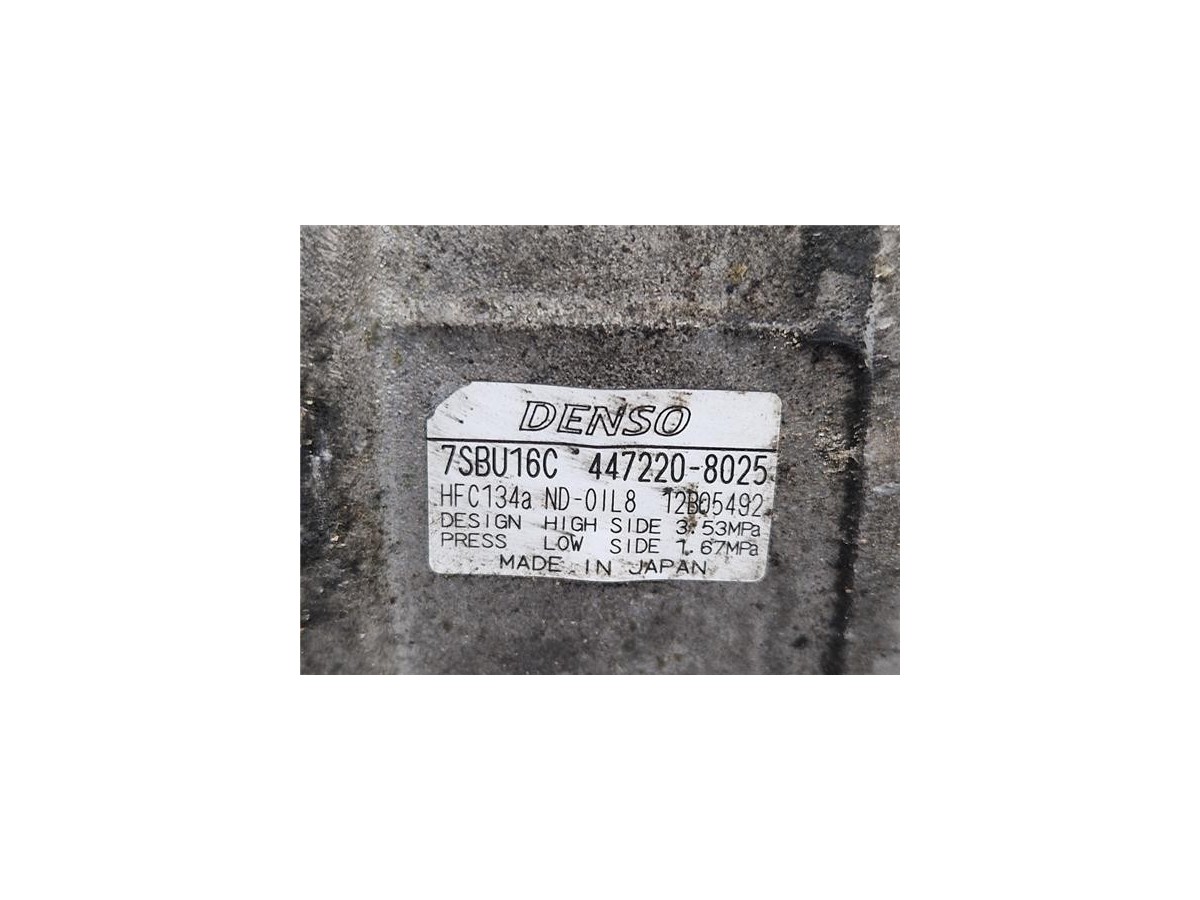 DENSO
7SBU16C 447220-8025
HFC134a ND-OIL8 12B05492
DESIGN HIGH SIDE 3.53MPa
PRESS LOW SIDE 1.67MPa
MADE IN JAPAN